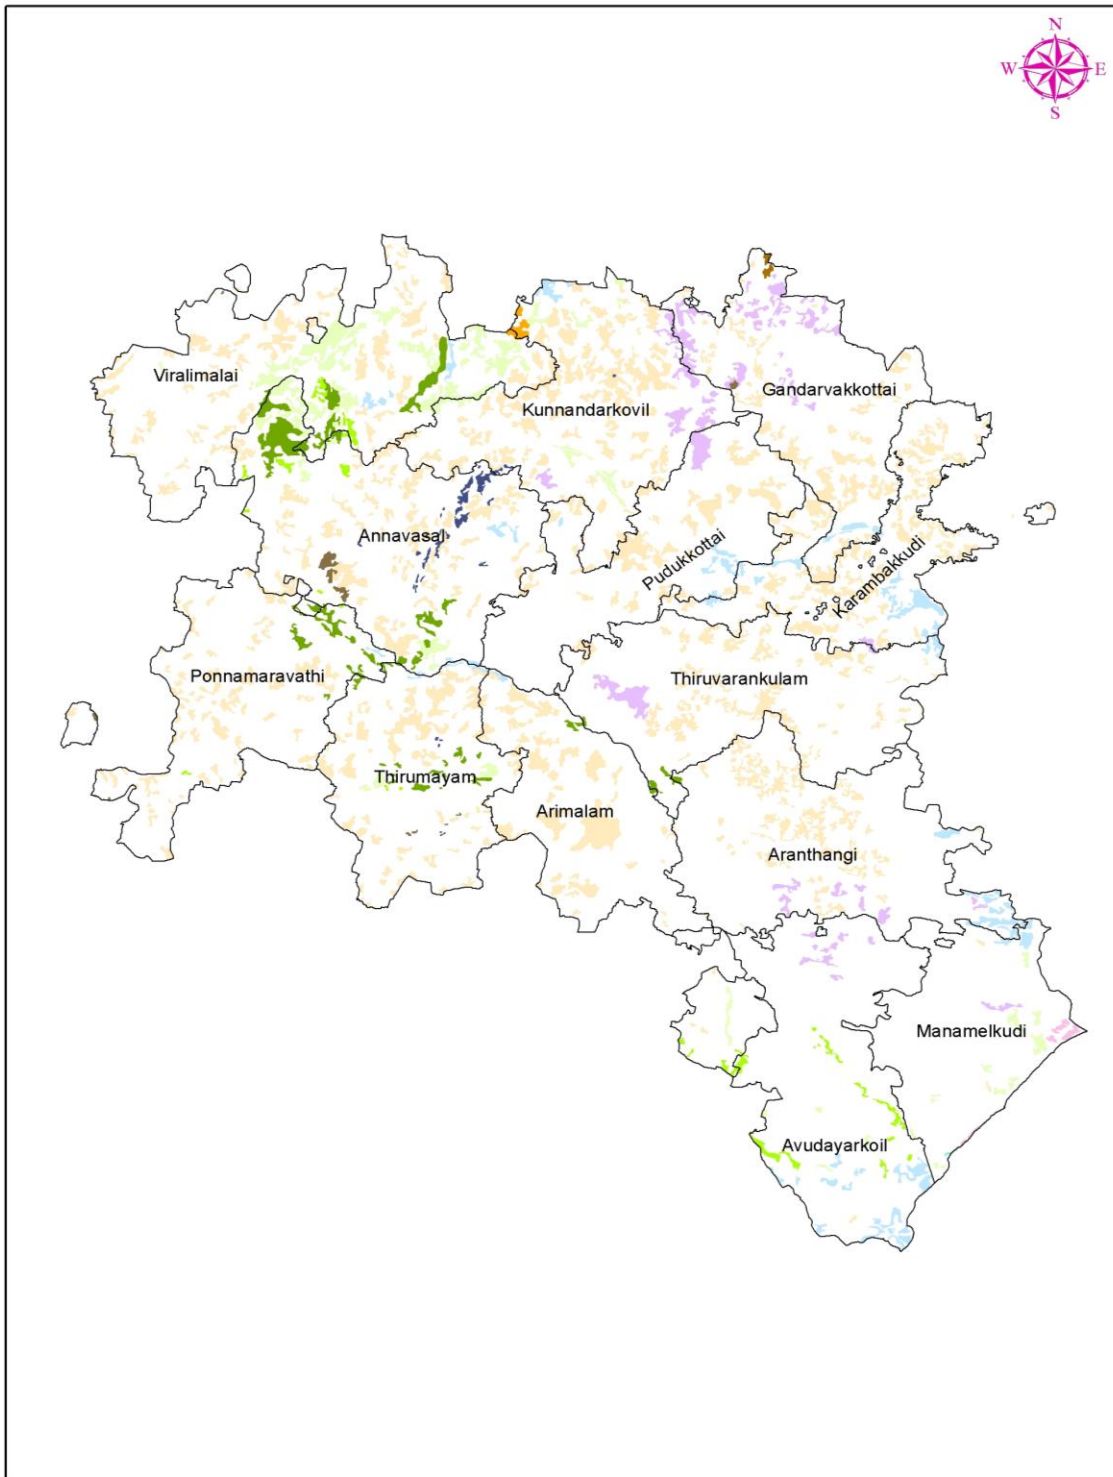 N
W E
S
Viralimalai
Gandarvakkottai
Kunnandarkovil
Annavasal
Pudukkottai
Karambakkudi
Ponnamaravathi
Thiruvarankulam
Thirumayam
Arimalam
Aranthangi
Manamelkudi
Avudayarkoil